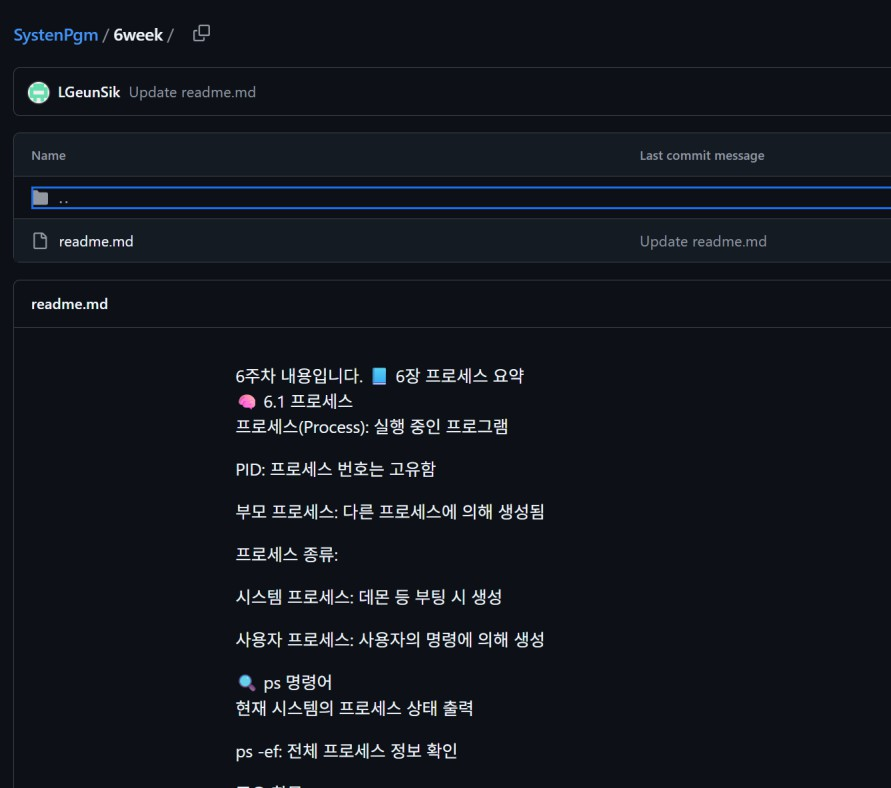 SystenPgm / 6week /
LGeunSik Update readme.md
Name Last commit message
..
readme.md Update readme.md
readme.md
6주차 내용입니다. 📘 6장 프로세스 요약
🧠 6.1 프로세스
프로세스(Process): 실행 중인 프로그램
PID: 프로세스 번호는 고유함
부모 프로세스: 다른 프로세스에 의해 생성됨
프로세스 종류:
시스템 프로세스: 데몬 등 부팅 시 생성
사용자 프로세스: 사용자의 명령에 의해 생성
🔍 ps 명령어
현재 시스템의 프로세스 상태 출력
ps -ef: 전체 프로세스 정보 확인